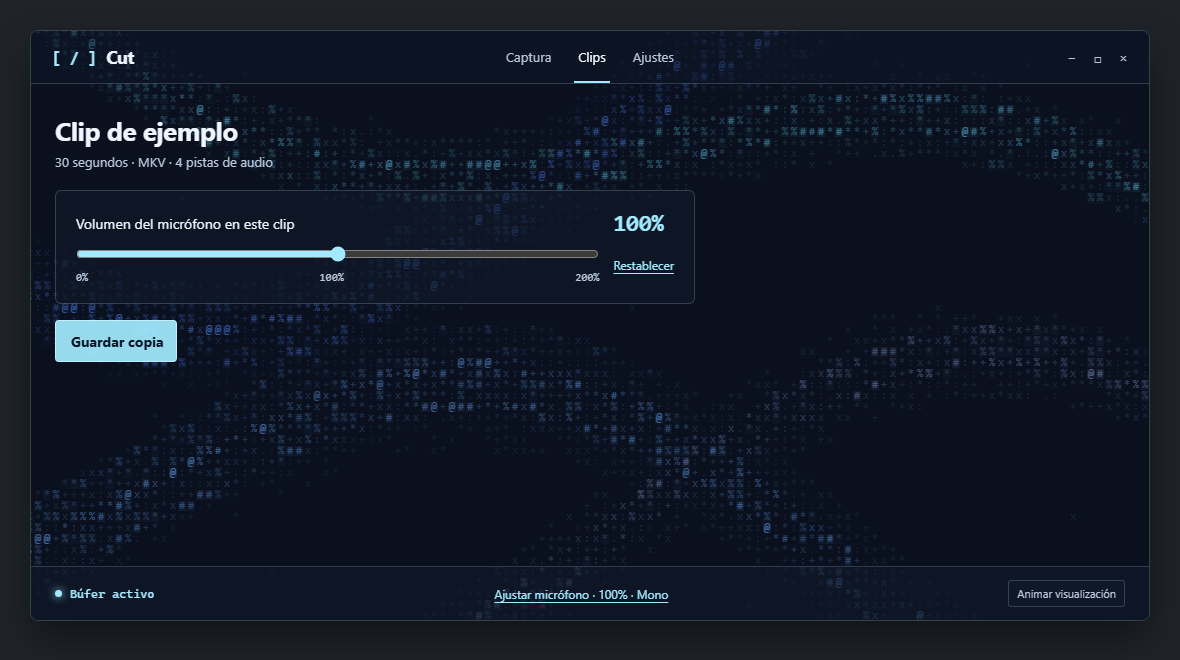 [ / ] Cut
Captura Clips Ajustes
Clip de ejemplo
30 segundos · MKV · 4 pistas de audio
Volumen del micrófono en este clip
100%
0% 100% 200%
Restablecer
Guardar copia
Búfer activo
Ajustar micrófono · 100% · Mono
Animar visualización